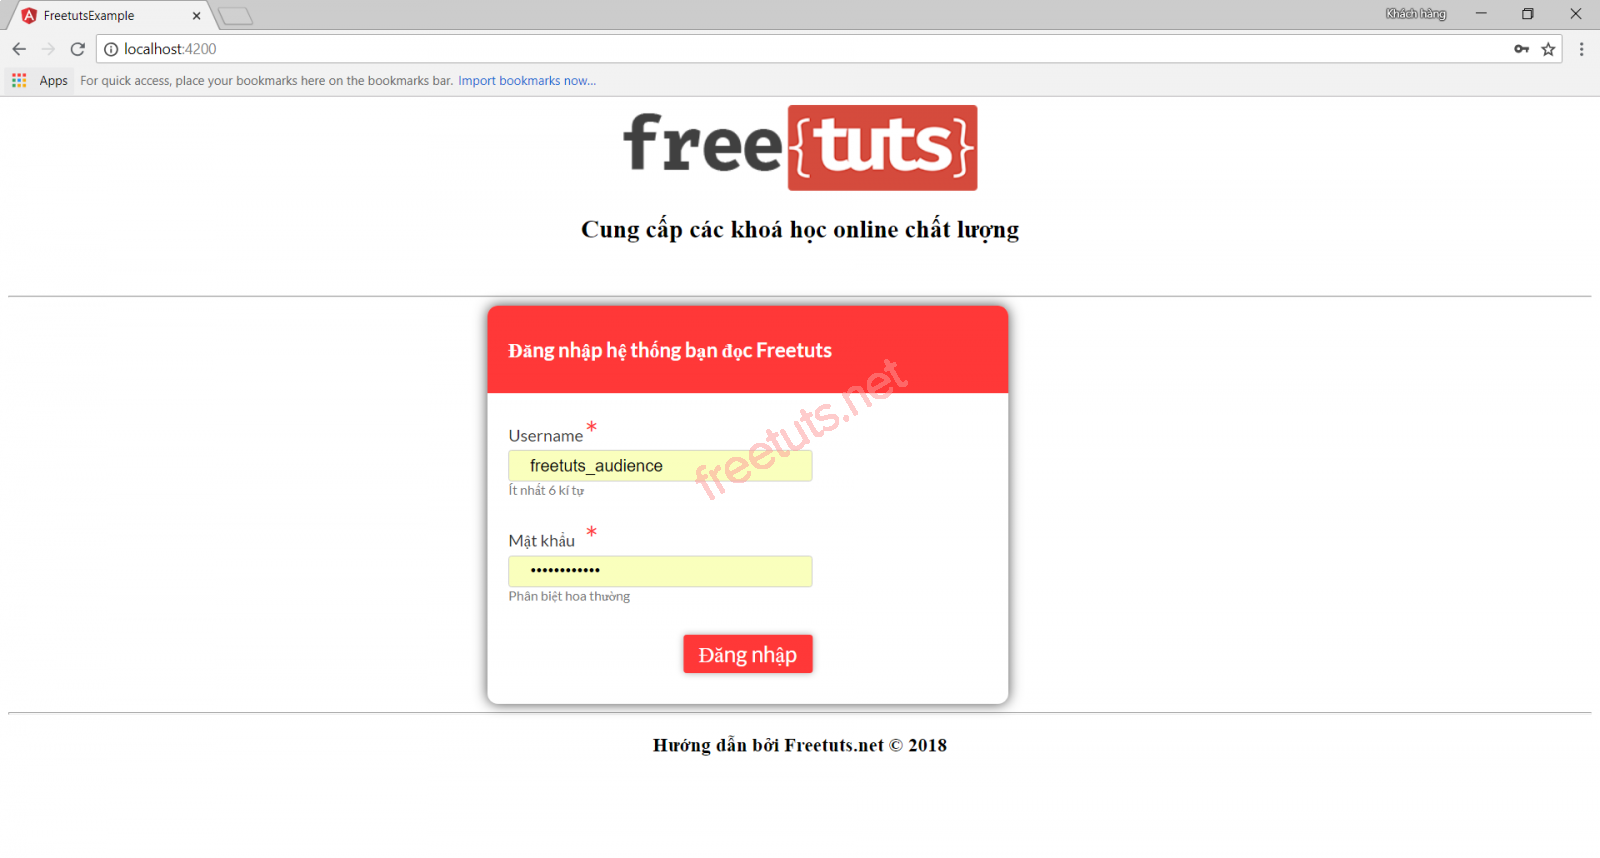 FreetutsExample
Khách hàng
localhost:4200
Apps For quick access, place your bookmarks here on the bookmarks bar. Import bookmarks now...
free{tuts}
Cung cấp các khoá học online chất lượng
Đăng nhập hệ thống bạn đọc Freetuts
freetuts.net
Username *
freetuts_audience
Ít nhất 6 kí tự
Mật khẩu *
••••••••••••
Phân biệt hoa thường
Đăng nhập
Hướng dẫn bởi Freetuts.net © 2018